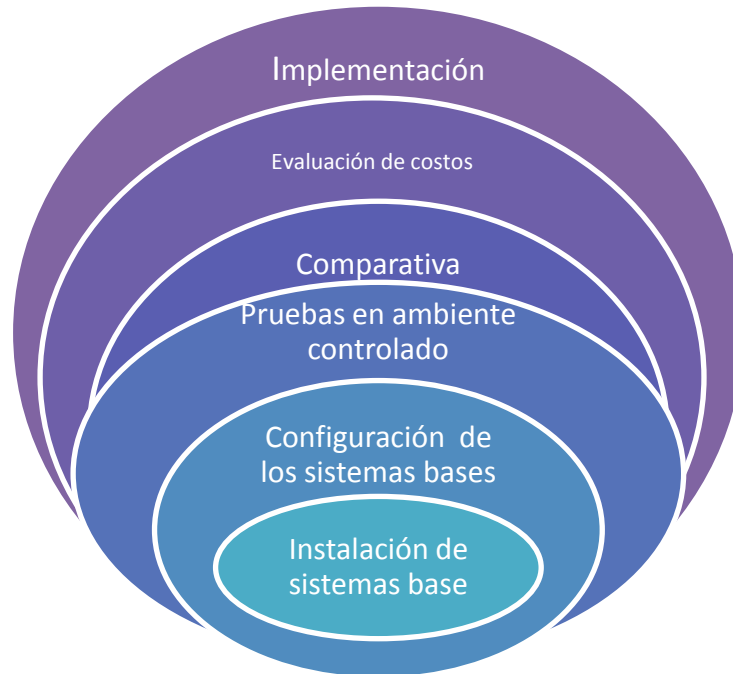 Implementación
Evaluación de costos
Comparativa
Pruebas en ambiente
controlado
Configuración de
los sistemas bases
Instalación de
sistemas base